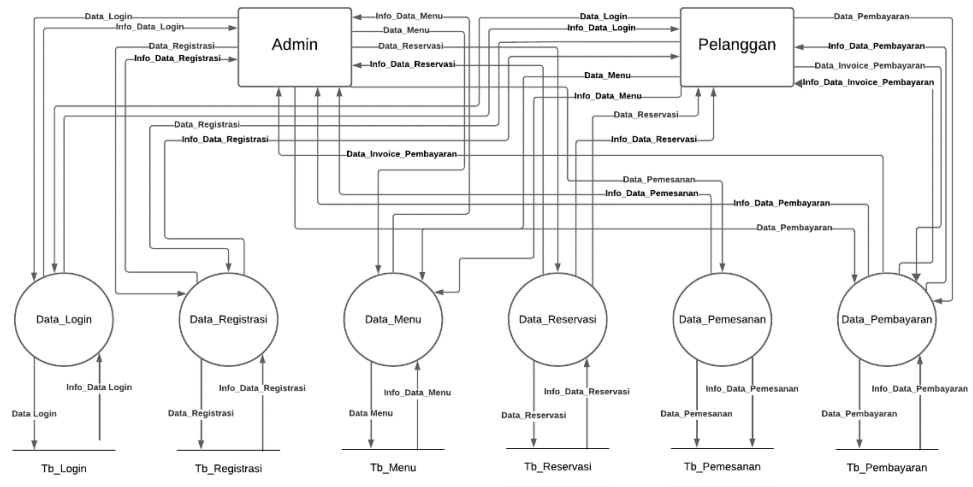 Data_Login
Info_Data_Menu
Data_Login
Data_Pembayaran
Info_Data_Login
Data_Menu
Info_Data_Login
Admin
Pelanggan
Data_Registrasi
Data_Reservasi
Info_Data_Pembayaran
Info_Data_Registrasi
Info_Data_Reservasi
Data_Invoice_Pembayaran
Data_Menu
Info_Data_Invoice_Pembayaran
Info_Data_Menu
Data_Reservasi
Data_Registrasi
Info_Data_Registrasi
Info_Data_Reservasi
Data_Invoice_Pembayaran
Data_Pemesanan
Info_Data_Pemesanan
Info_Data_Pembayaran
Data_Pembayaran
Data_Login
Data_Registrasi
Data_Menu
Data_Reservasi
Data_Pemesanan
Data_Pembayaran
Info_Data Login
Info_Data_Registrasi
Info_Data_Menu
Info_Data_Reservasi
Info_Data_Pemesanan
Info_Data_Pembayaran
Data Login
Data_Registrasi
Data Menu
Data_Reservasi
Data_Pemesanan
Data_Pembayaran
Tb_Login
Tb_Registrasi
Tb_Menu
Tb_Reservasi
Tb_Pemesanan
Tb_Pembayaran